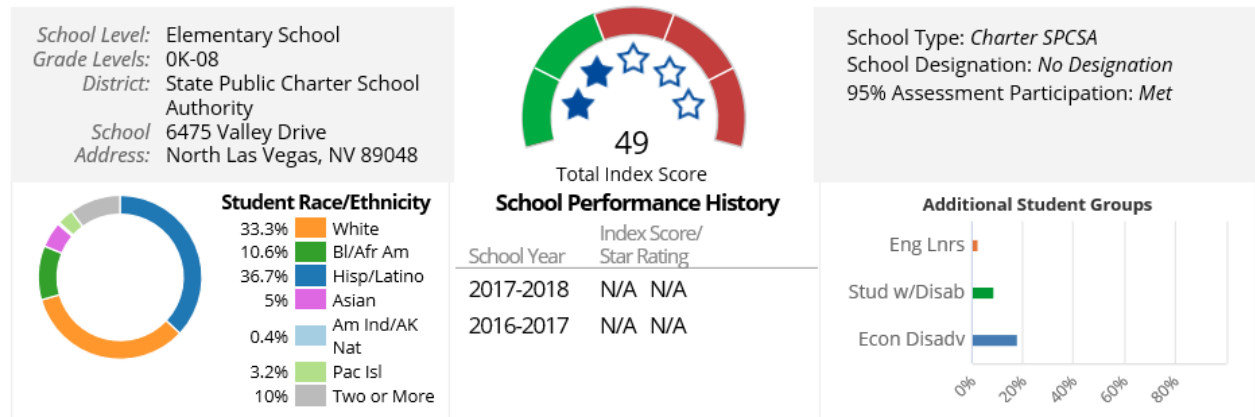 School Level: Elementary School
Grade Levels: 0K-08
District: State Public Charter School
Authority
School 6475 Valley Drive
Address: North Las Vegas, NV 89048
49
Total Index Score
School Type: Charter SPCSA
School Designation: No Designation
95% Assessment Participation: Met
Student Race/Ethnicity
33.3% White
10.6% Bl/Afr Am
36.7% Hisp/Latino
5% Asian
0.4% Am Ind/AK
Nat
3.2% Pac Isl
10% Two or More
School Performance History
Index Score/
School Year Star Rating
2017-2018 N/A N/A
2016-2017 N/A N/A
Additional Student Groups
Eng Lnrs
Stud w/Disab
Econ Disadv
0% 20% 40% 60% 80%